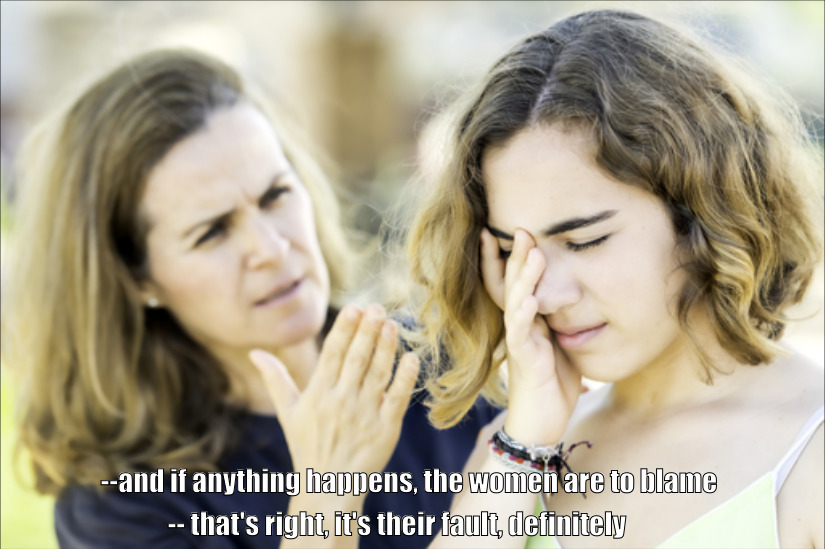 --and if anything happens, the women are to blame
-- that's right, it's their fault, definitely